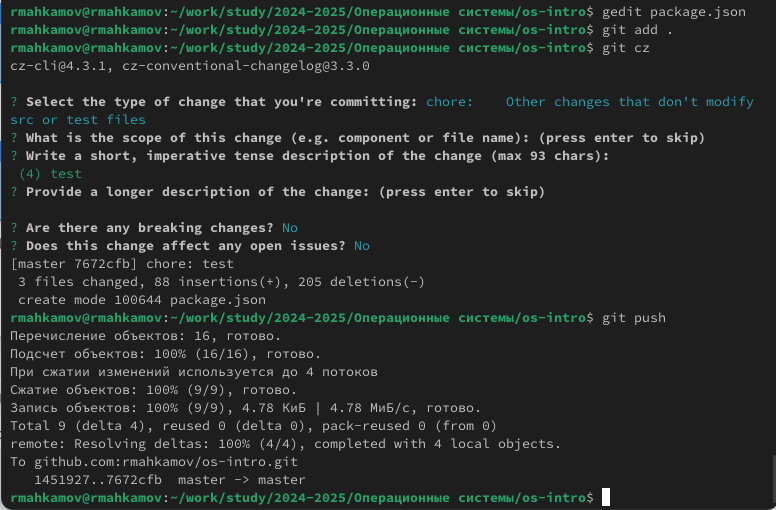 rmahkamov@rmahkamov:~/work/study/2024-2025/Операционные системы/os-intro$ gedit package.json
rmahkamov@rmahkamov:~/work/study/2024-2025/Операционные системы/os-intro$ git add .
rmahkamov@rmahkamov:~/work/study/2024-2025/Операционные системы/os-intro$ git cz
cz-cli@4.3.1, cz-conventional-changelog@3.3.0
? Select the type of change that you're committing: chore:    Other changes that don't modify
src or test files
? What is the scope of this change (e.g. component or file name): (press enter to skip)
? Write a short, imperative tense description of the change (max 93 chars):
 (4) test
? Provide a longer description of the change: (press enter to skip)
? Are there any breaking changes? No
? Does this change affect any open issues? No
[master 7672cfb] chore: test
 3 files changed, 88 insertions(+), 205 deletions(-)
 create mode 100644 package.json
rmahkamov@rmahkamov:~/work/study/2024-2025/Операционные системы/os-intro$ git push
Перечисление объектов: 16, готово.
Подсчет объектов: 100% (16/16), готово.
При сжатии изменений используется до 4 потоков
Сжатие объектов: 100% (9/9), готово.
Запись объектов: 100% (9/9), 4.78 КиБ | 4.78 МиБ/с, готово.
Total 9 (delta 4), reused 0 (delta 0), pack-reused 0 (from 0)
remote: Resolving deltas: 100% (4/4), completed with 4 local objects.
To github.com:rmahkamov/os-intro.git
   1451927..7672cfb  master -> master
rmahkamov@rmahkamov:~/work/study/2024-2025/Операционные системы/os-intro$